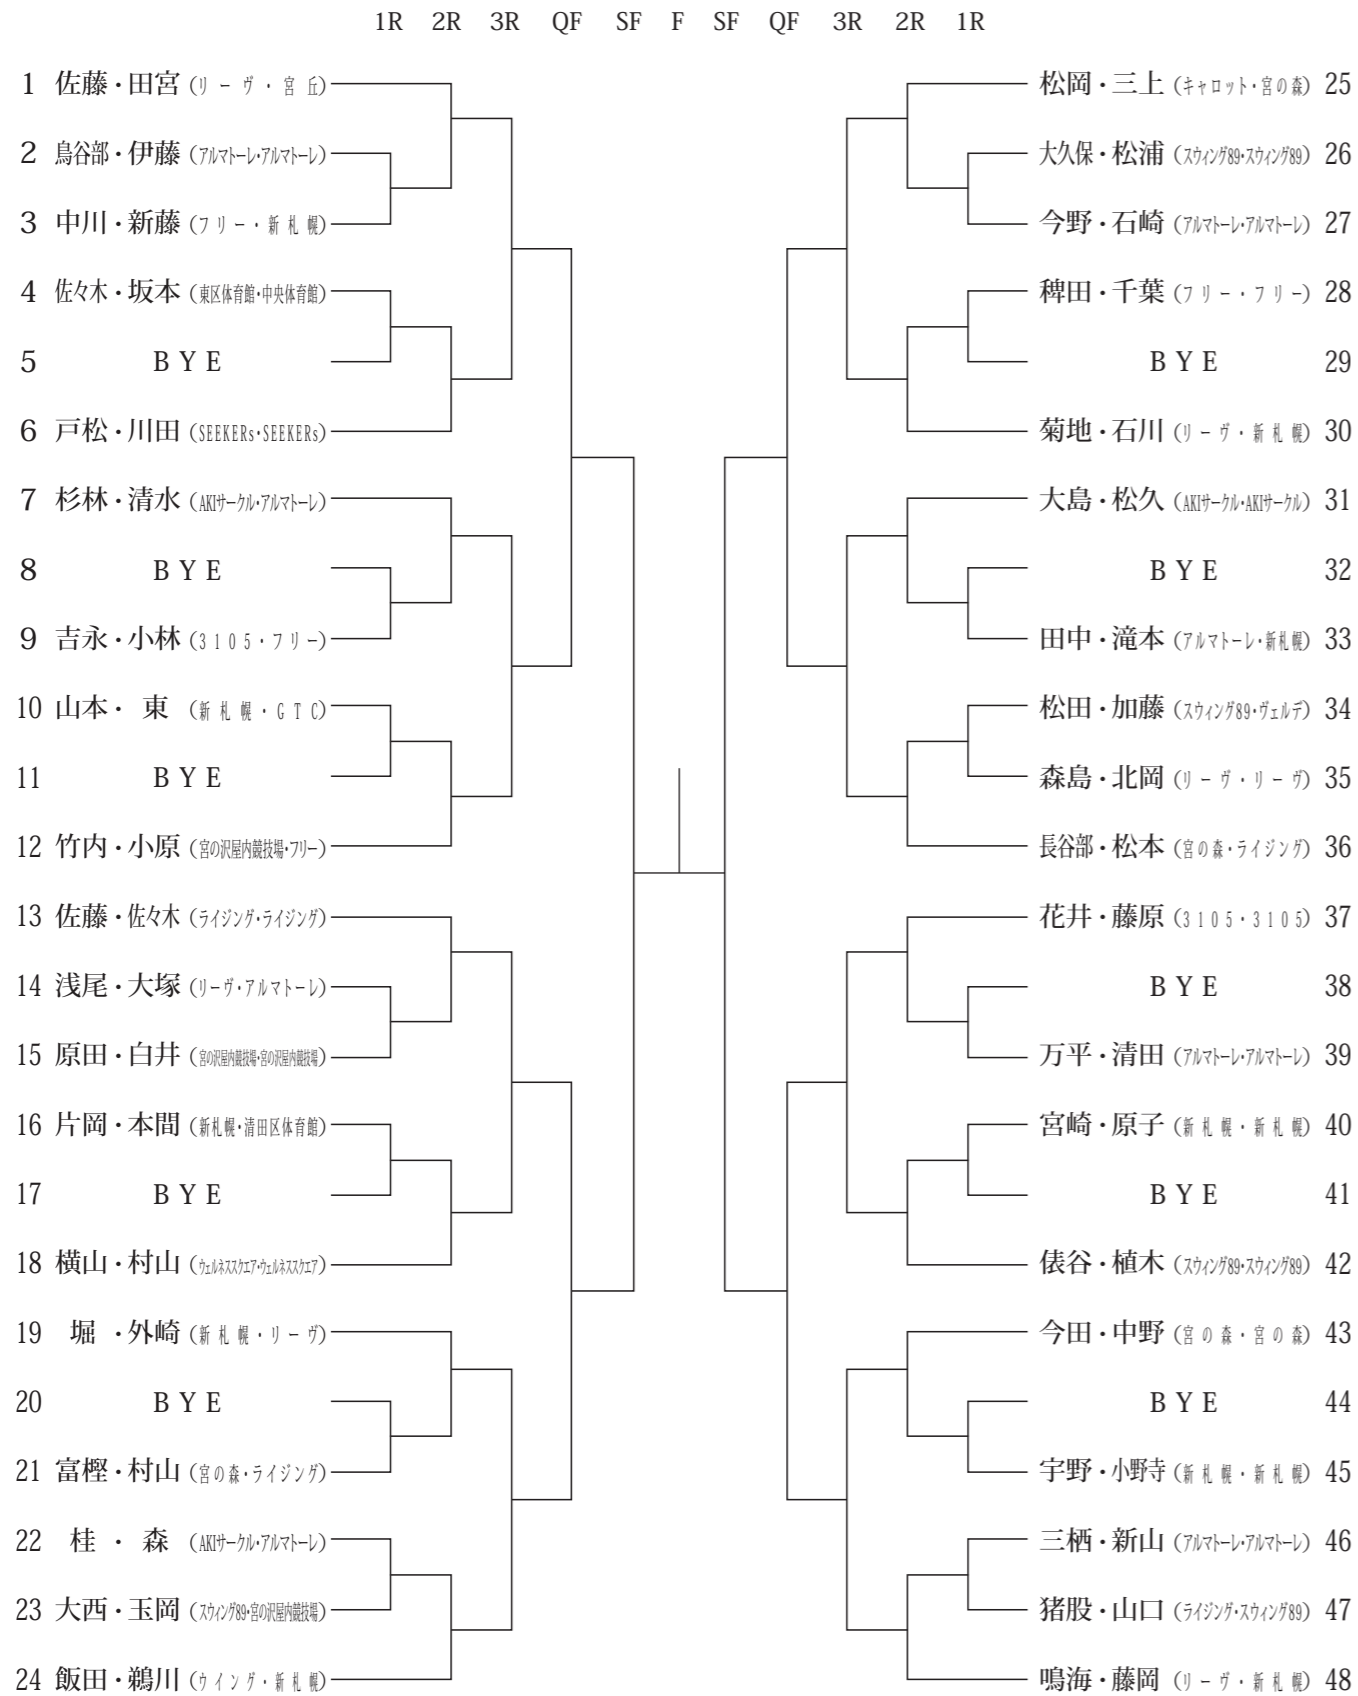 1R 2R 3R QF SF F SF QF 3R 2R 1R
1 佐藤・田宮 (リーヴ・宮丘)
2 鳥谷部・伊藤 (アルマトーレ・アルマトーレ)
3 中川・新藤 (フリー・新札幌)
4 佐々木・坂本 (東区体育館・中央体育館)
5 BYE
6 戸松・川田 (SEEKERs・SEEKERs)
7 杉林・清水 (AKIサークル・アルマトーレ)
8 BYE
9 吉永・小林 (3105・フリー)
10 山本・東 (新札幌・GTC)
11 BYE
12 竹内・小原 (宮の沢屋内競技場・フリー)
13 佐藤・佐々木 (ライジング・ライジング)
14 浅尾・大塚 (リーヴ・アルマトーレ)
15 原田・白井 (宮の沢屋内競技場・宮の沢屋内競技場)
16 片岡・本間 (新札幌・清田区体育館)
17 BYE
18 横山・村山 (ウェルネススクエア・ウェルネススクエア)
19 堀・外崎 (新札幌・リーヴ)
20 BYE
21 富樫・村山 (宮の森・ライジング)
22 桂・森 (AKIサークル・アルマトーレ)
23 大西・玉岡 (スウィング89・宮の沢屋内競技場)
24 飯田・鵜川 (ウイング・新札幌)
松岡・三上 (キャロット・宮の森) 25
大久保・松浦 (スウィング89・スウィング89) 26
今野・石崎 (アルマトーレ・アルマトーレ) 27
稗田・千葉 (フリー・フリー) 28
BYE 29
菊地・石川 (リーヴ・新札幌) 30
大島・松久 (AKIサークル・AKIサークル) 31
BYE 32
田中・滝本 (アルマトーレ・新札幌) 33
松田・加藤 (スウィング89・ヴェルデ) 34
森島・北岡 (リーヴ・リーヴ) 35
長谷部・松本 (宮の森・ライジング) 36
花井・藤原 (3105・3105) 37
BYE 38
万平・清田 (アルマトーレ・アルマトーレ) 39
宮崎・原子 (新札幌・新札幌) 40
BYE 41
俵谷・植木 (スウィング89・スウィング89) 42
今田・中野 (宮の森・宮の森) 43
BYE 44
宇野・小野寺 (新札幌・新札幌) 45
三栖・新山 (アルマトーレ・アルマトーレ) 46
猪股・山口 (ライジング・スウィング89) 47
鳴海・藤岡 (リーヴ・新札幌) 48